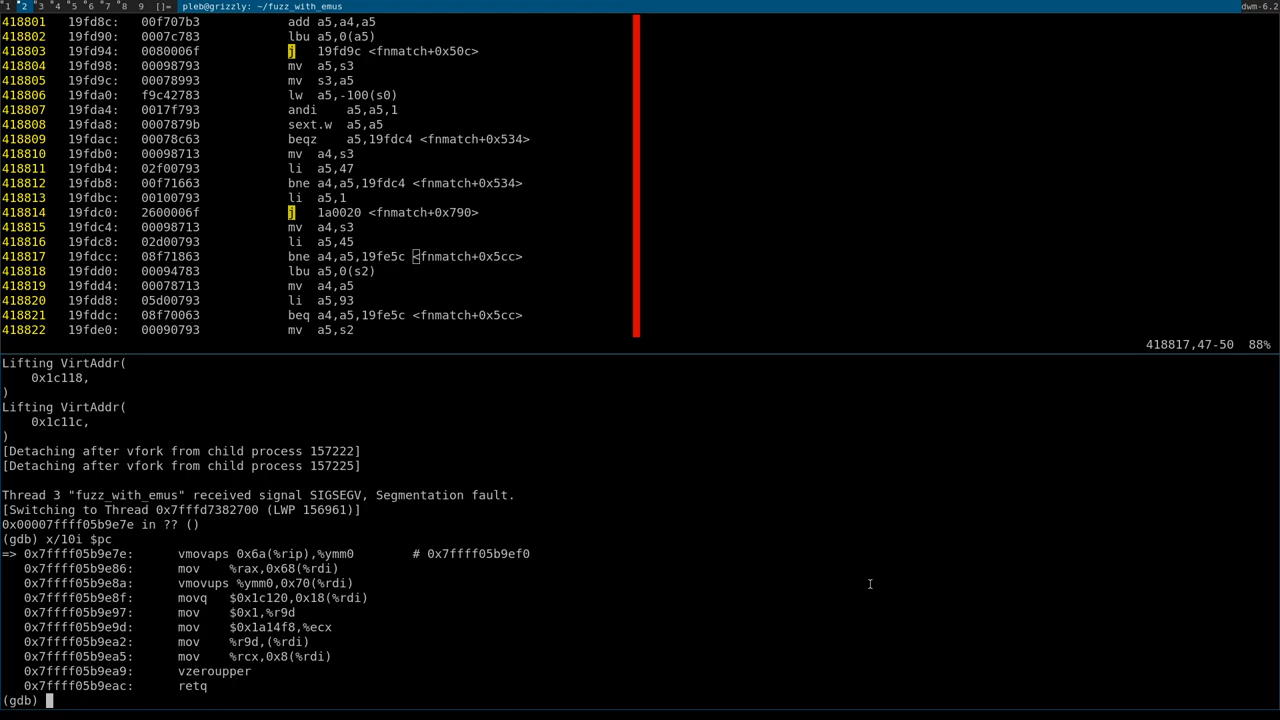 1 2 3 4 5 6 7 8 9 []= pleb@grizzly: ~/fuzz_with_emus dwm-6.2
418801 19fd8c: 00f707b3 add a5,a4,a5
418802 19fd90: 0007c783 lbu a5,0(a5)
418803 19fd94: 0080006f j 19fd9c <fnmatch+0x50c>
418804 19fd98: 00098793 mv a5,s3
418805 19fd9c: 00078993 mv s3,a5
418806 19fda0: f9c42783 lw a5,-100(s0)
418807 19fda4: 0017f793 andi a5,a5,1
418808 19fda8: 0007879b sext.w a5,a5
418809 19fdac: 00078c63 beqz a5,19fdc4 <fnmatch+0x534>
418810 19fdb0: 00098713 mv a4,s3
418811 19fdb4: 02f00793 li a5,47
418812 19fdb8: 00f71663 bne a4,a5,19fdc4 <fnmatch+0x534>
418813 19fdbc: 00100793 li a5,1
418814 19fdc0: 2600006f j 1a0020 <fnmatch+0x790>
418815 19fdc4: 00098713 mv a4,s3
418816 19fdc8: 02d00793 li a5,45
418817 19fdcc: 08f71863 bne a4,a5,19fe5c <fnmatch+0x5cc>
418818 19fdd0: 00094783 lbu a5,0(s2)
418819 19fdd4: 00078713 mv a4,a5
418820 19fdd8: 05d00793 li a5,93
418821 19fddc: 08f70063 beq a4,a5,19fe5c <fnmatch+0x5cc>
418822 19fde0: 00090793 mv a5,s2
418817,47-50 88%
Lifting VirtAddr(
0x1c118,
)
Lifting VirtAddr(
0x1c11c,
)
[Detaching after vfork from child process 157222]
[Detaching after vfork from child process 157225]
Thread 3 "fuzz_with_emus" received signal SIGSEGV, Segmentation fault.
[Switching to Thread 0x7fffd7382700 (LWP 156961)]
0x00007ffff05b9e7e in ?? ()
(gdb) x/10i $pc
=> 0x7ffff05b9e7e: vmovaps 0x6a(%rip),%ymm0 # 0x7ffff05b9ef0
0x7ffff05b9e86: mov %rax,0x68(%rdi)
0x7ffff05b9e8a: vmovups %ymm0,0x70(%rdi)
0x7ffff05b9e8f: movq $0x1c120,0x18(%rdi)
0x7ffff05b9e97: mov $0x1,%r9d
0x7ffff05b9e9d: mov $0x1a14f8,%ecx
0x7ffff05b9ea2: mov %r9d,(%rdi)
0x7ffff05b9ea5: mov %rcx,0x8(%rdi)
0x7ffff05b9ea9: vzeroupper
0x7ffff05b9eac: retq
(gdb)